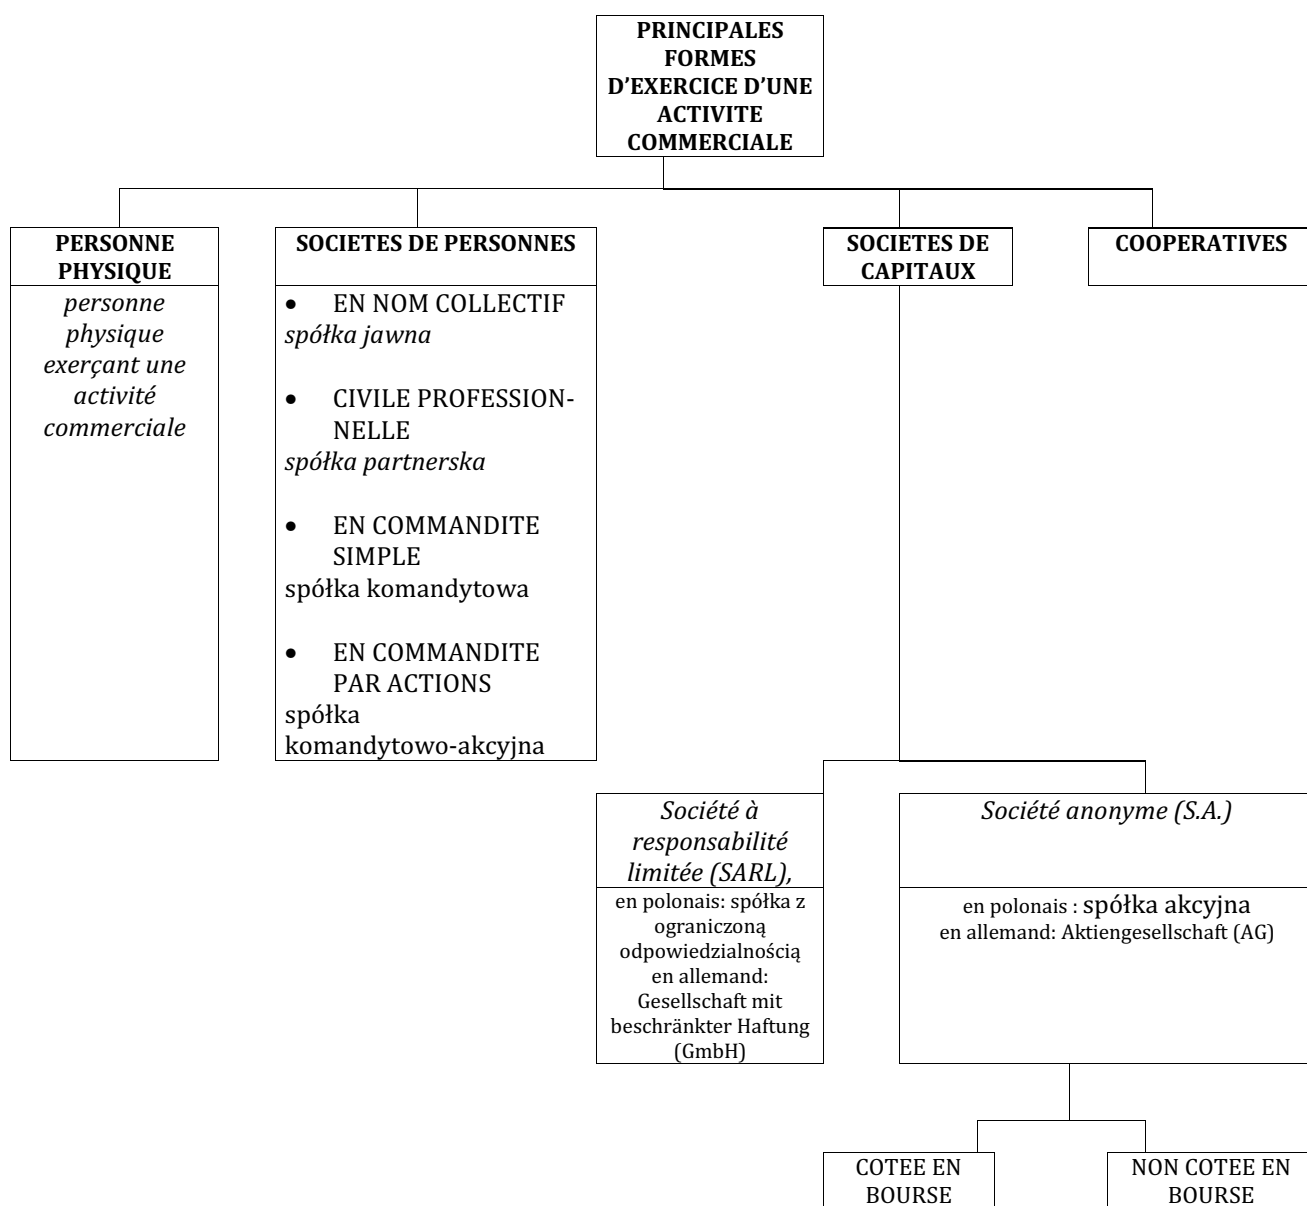 PRINCIPALES
FORMES
D’EXERCICE D’UNE
ACTIVITE
COMMERCIALE
PERSONNE
PHYSIQUE
personne
physique
exerçant une
activité
commerciale
SOCIETES DE PERSONNES
• EN NOM COLLECTIF
spółka jawna
• CIVILE PROFESSION-
NELLE
spółka partnerska
• EN COMMANDITE
SIMPLE
spółka komandytowa
• EN COMMANDITE
PAR ACTIONS
spółka
komandytowo-akcyjna
SOCIETES DE
CAPITAUX
COOPERATIVES
Société à
responsabilité
limitée (SARL),
en polonais: spółka z
ograniczoną
odpowiedzialnością
en allemand:
Gesellschaft mit
beschränkter Haftung
(GmbH)
Société anonyme (S.A.)
en polonais : spółka akcyjna
en allemand: Aktiengesellschaft (AG)
COTEE EN
BOURSE
NON COTEE EN
BOURSE